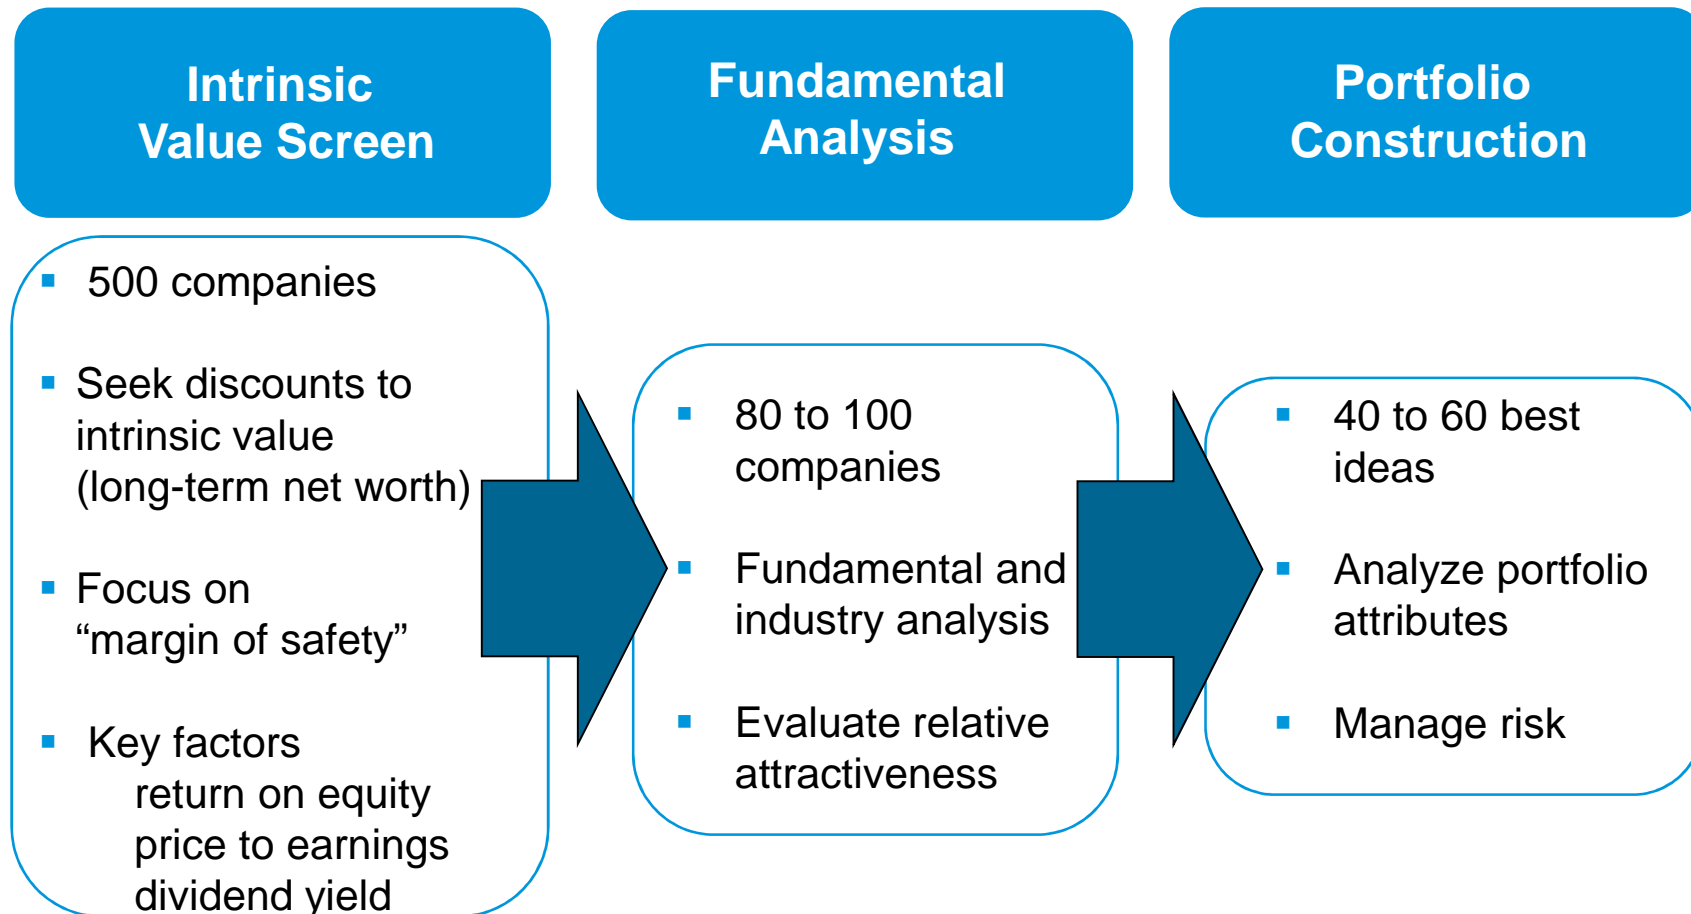 Intrinsic
Value Screen
Fundamental
Analysis
Portfolio
Construction
▪ 500 companies
▪ Seek discounts to
intrinsic value
(long-term net worth)
▪ Focus on
“margin of safety”
▪ Key factors
return on equity
price to earnings
dividend yield
▪ 80 to 100
companies
▪ Fundamental and
industry analysis
▪ Evaluate relative
attractiveness
▪ 40 to 60 best
ideas
▪ Analyze portfolio
attributes
▪ Manage risk